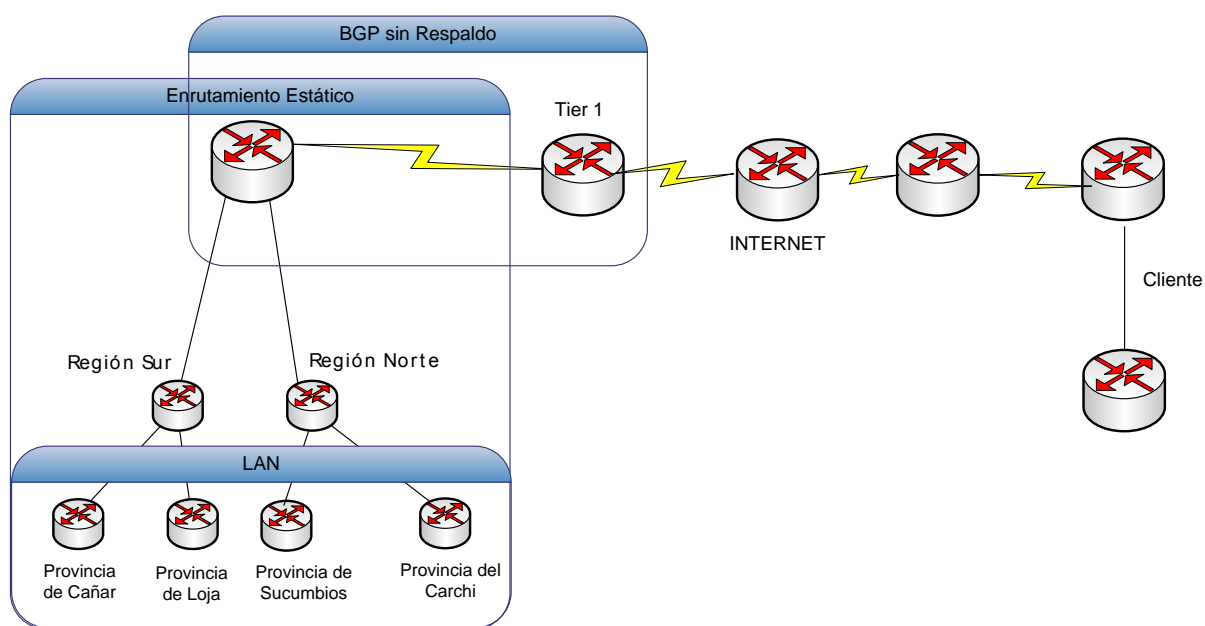 BGP sin Respaldo
Enrutamiento Estático
Tier 1
INTERNET
Cliente
Región Sur
Región Norte
LAN
Provincia
de Cañar
Provincia
de Loja
Provincia de
Sucumbios
Provincia del
Carchi